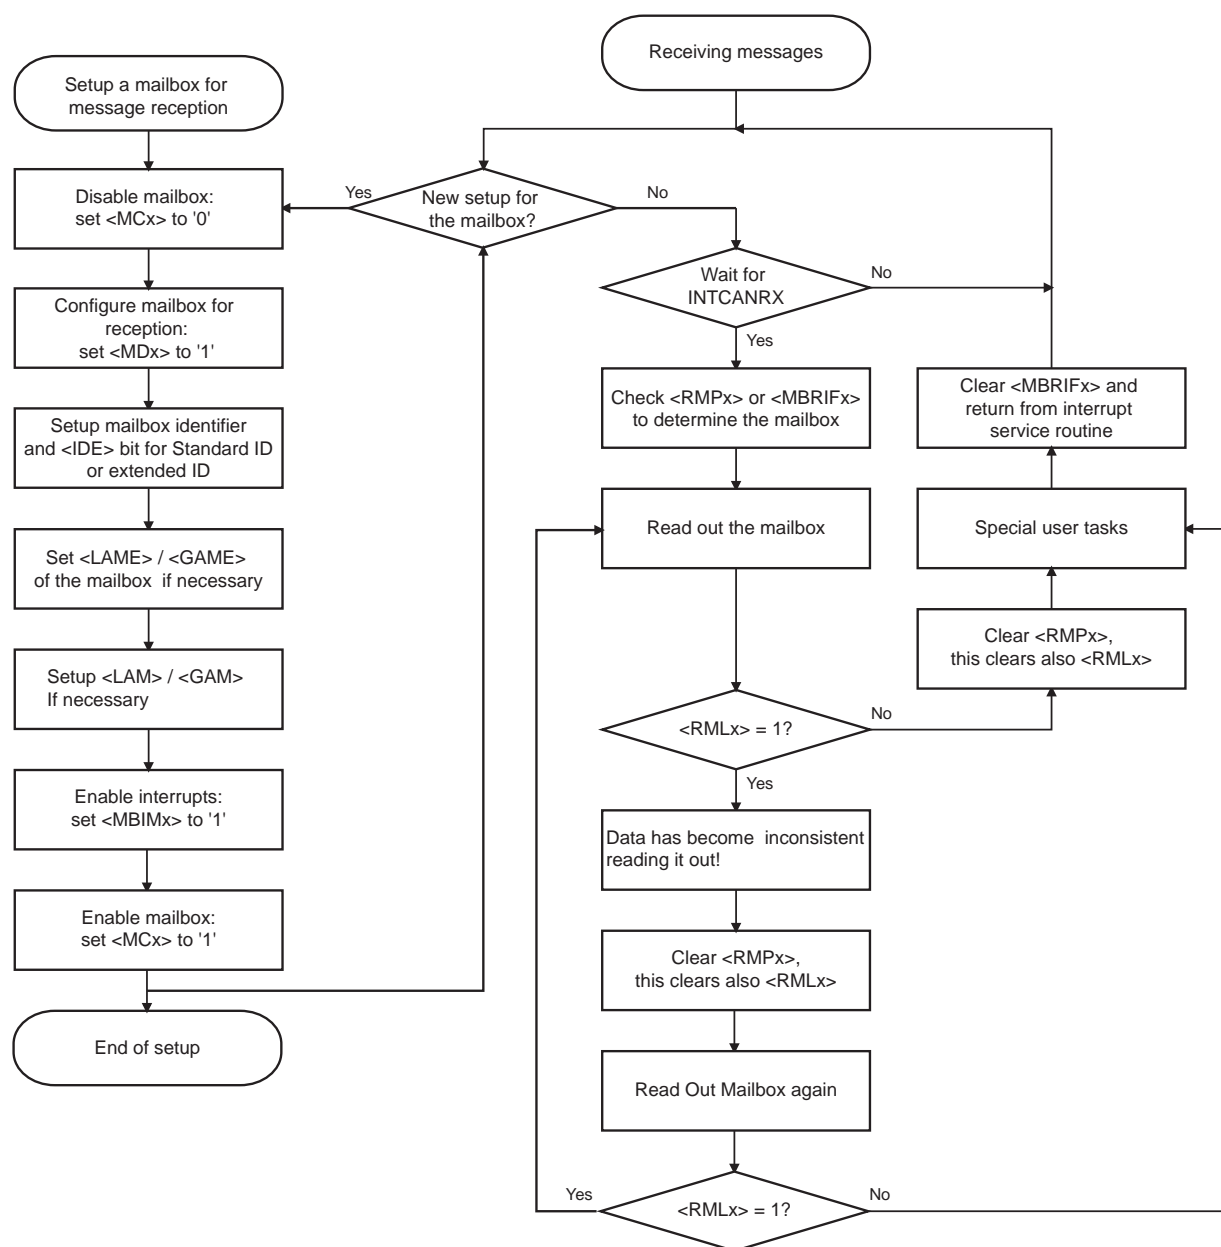 Setup a mailbox for
message reception
Disable mailbox:
set <MCx> to '0'
Configure mailbox for
reception:
set <MDx> to '1'
Setup mailbox identifier
and <IDE> bit for Standard ID
or extended ID
Set <LAME> / <GAME>
of the mailbox  if necessary
Setup <LAM> / <GAM>
If necessary
Enable interrupts:
set <MBIMx> to '1'
Enable mailbox:
set <MCx> to '1'
End of setup
Receiving messages
Yes
New setup for
the mailbox?
No
Wait for
INTCANRX
No
Yes
Check <RMPx> or <MBRIFx>
to determine the mailbox
Read out the mailbox
<RMLx> = 1?
No
Yes
Data has become  inconsistent
reading it out!
Clear <RMPx>,
this clears also <RMLx>
Read Out Mailbox again
Yes
<RMLx> = 1?
No
Clear <MBRIFx> and
return from interrupt
service routine
Special user tasks
Clear <RMPx>,
this clears also <RMLx>